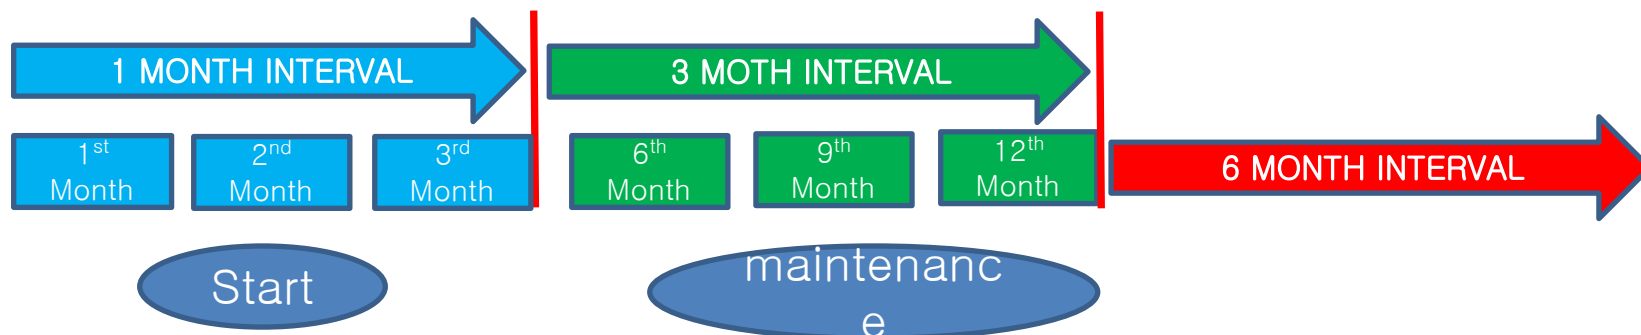 1 MONTH INTERVAL
3 MOTH INTERVAL
1st
Month
2nd
Month
3rd
Month
6th
Month
9th
Month
12th
Month
6 MONTH INTERVAL
Start
maintenanc
e